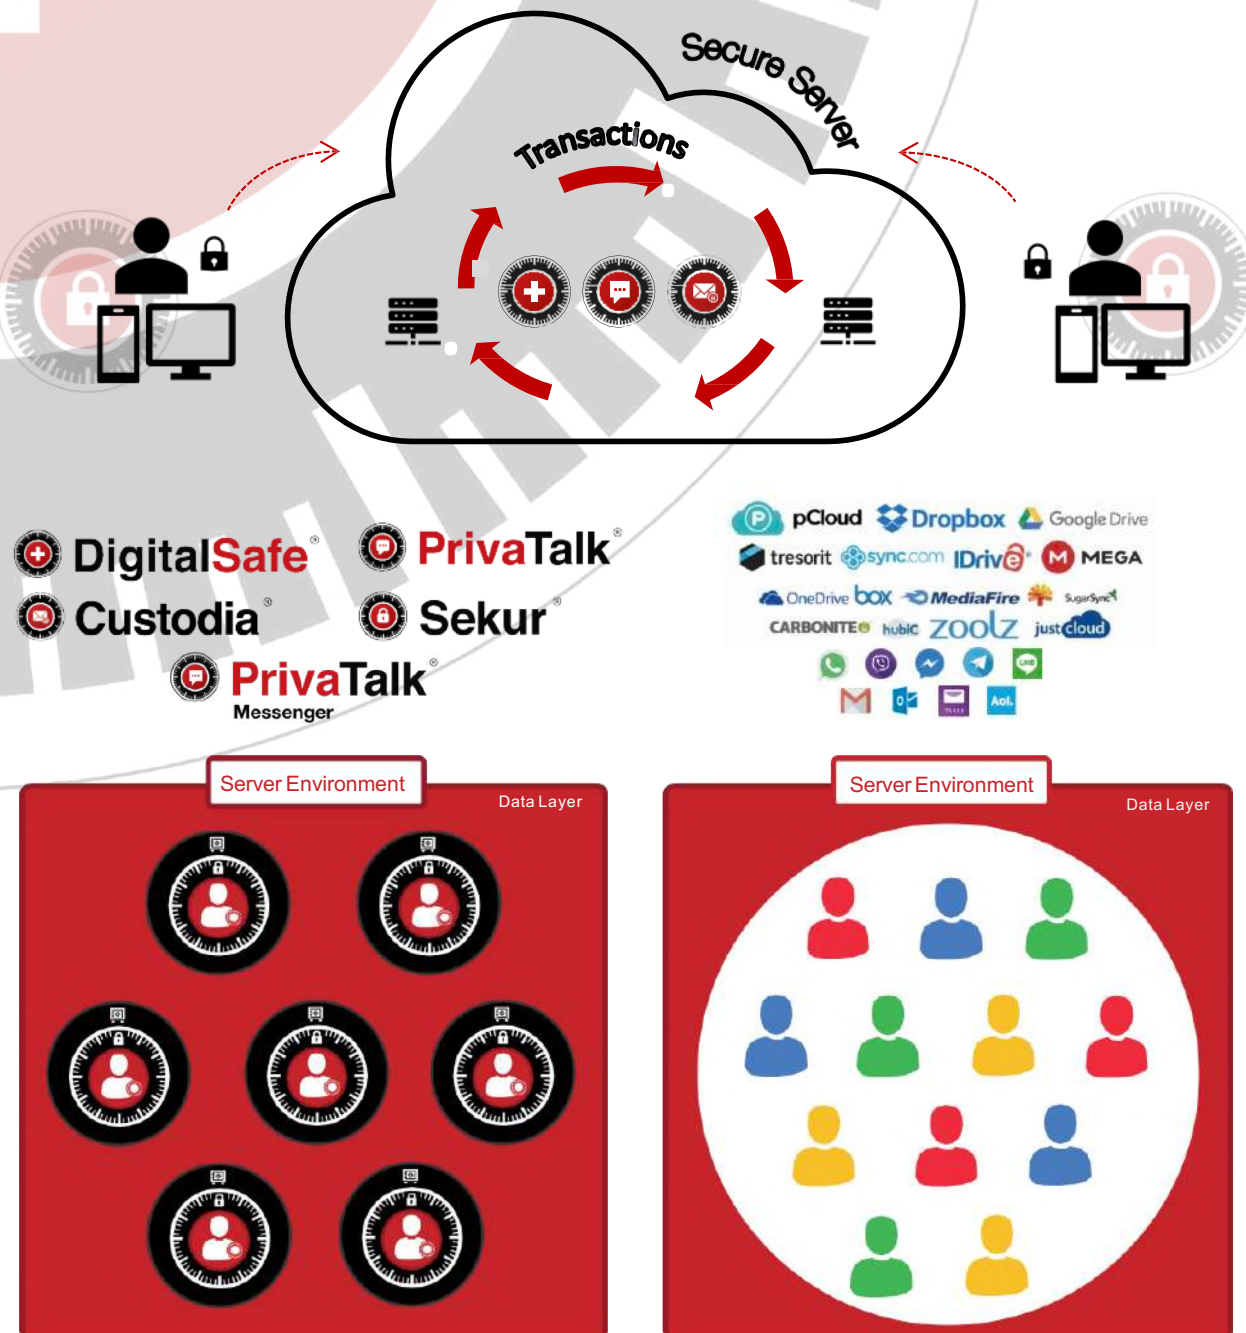 Secure Server
Transactions
DigitalSafe®
PrivaTalk®
Custodia®
Sekur®
PrivaTalk®
Messenger
P pCloud Dropbox Google Drive
tresorit sync.com IDrive® M MEGA
OneDrive box MediaFire SugarSync
CARBONITE hubiC zoolz justcloud
LINE
Aol.
Server Environment
Data Layer
Server Environment
Data Layer